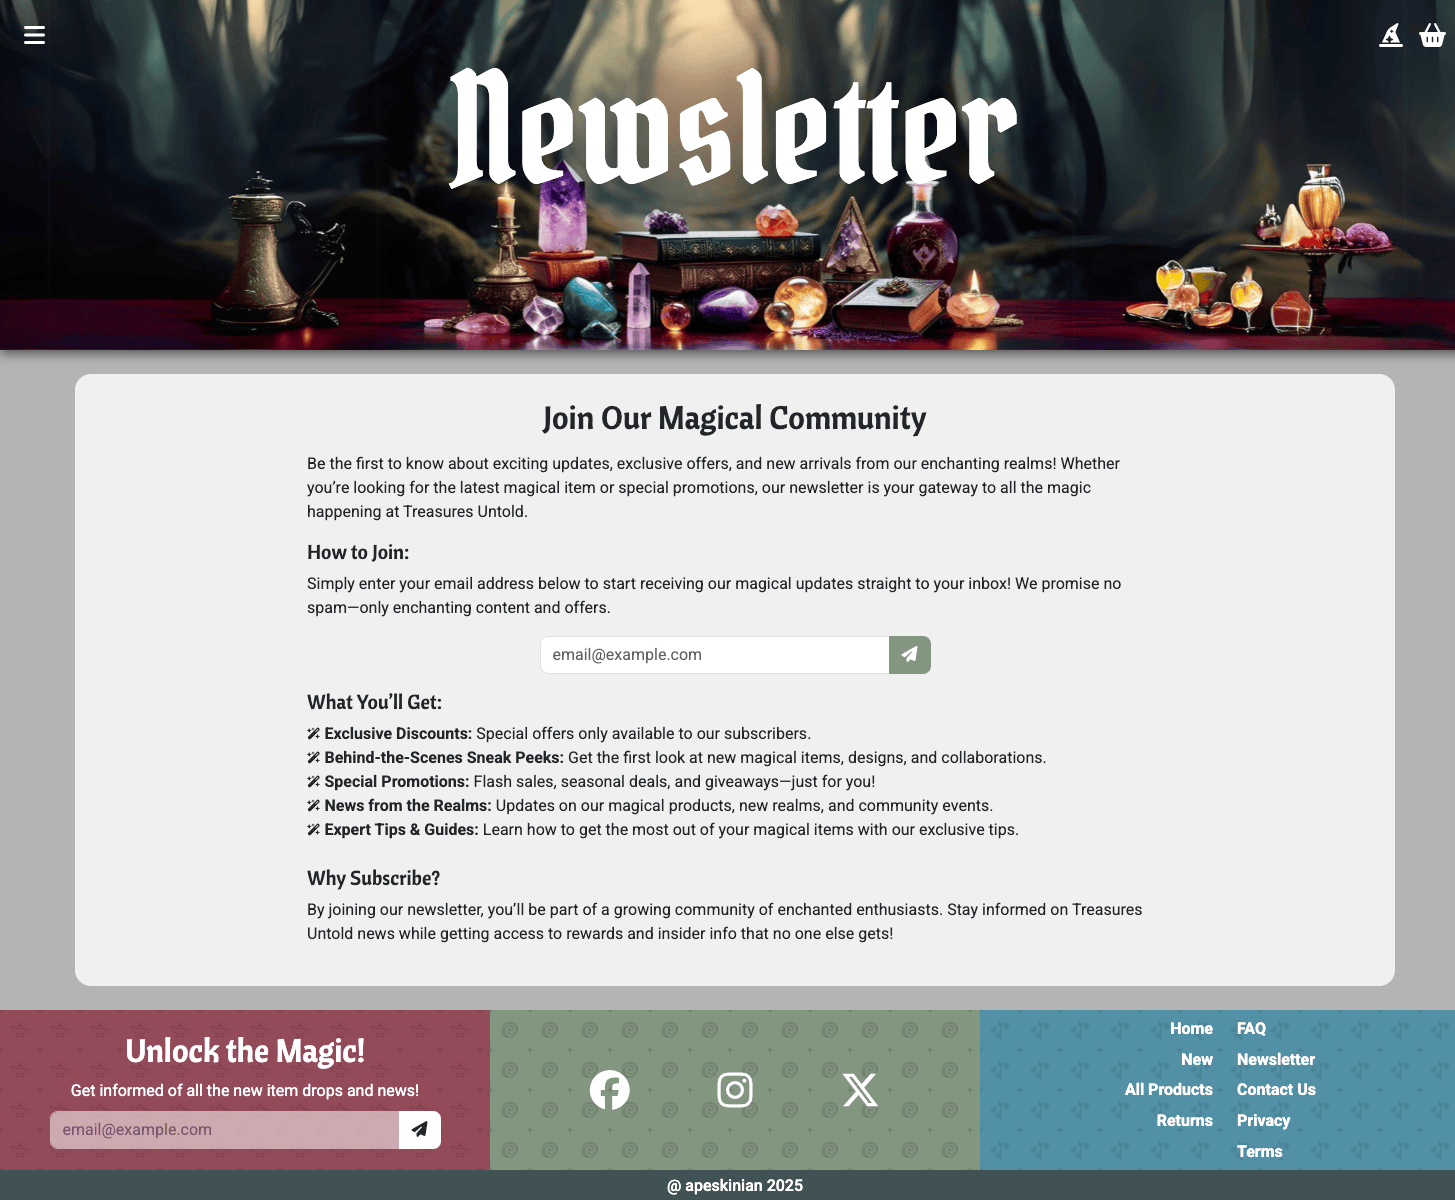 Newsletter
Join Our Magical Community
Be the first to know about exciting updates, exclusive offers, and new arrivals from our enchanting realms! Whether
you’re looking for the latest magical item or special promotions, our newsletter is your gateway to all the magic
happening at Treasures Untold.
How to Join:
Simply enter your email address below to start receiving our magical updates straight to your inbox! We promise no
spam—only enchanting content and offers.
email@example.com
What You’ll Get:
Exclusive Discounts: Special offers only available to our subscribers.
Behind-the-Scenes Sneak Peeks: Get the first look at new magical items, designs, and collaborations.
Special Promotions: Flash sales, seasonal deals, and giveaways—just for you!
News from the Realms: Updates on our magical products, new realms, and community events.
Expert Tips & Guides: Learn how to get the most out of your magical items with our exclusive tips.
Why Subscribe?
By joining our newsletter, you’ll be part of a growing community of enchanted enthusiasts. Stay informed on Treasures
Untold news while getting access to rewards and insider info that no one else gets!
Unlock the Magic!
Get informed of all the new item drops and news!
email@example.com
Home
New
All Products
Returns
FAQ
Newsletter
Contact Us
Privacy
Terms
@ apeskinian 2025